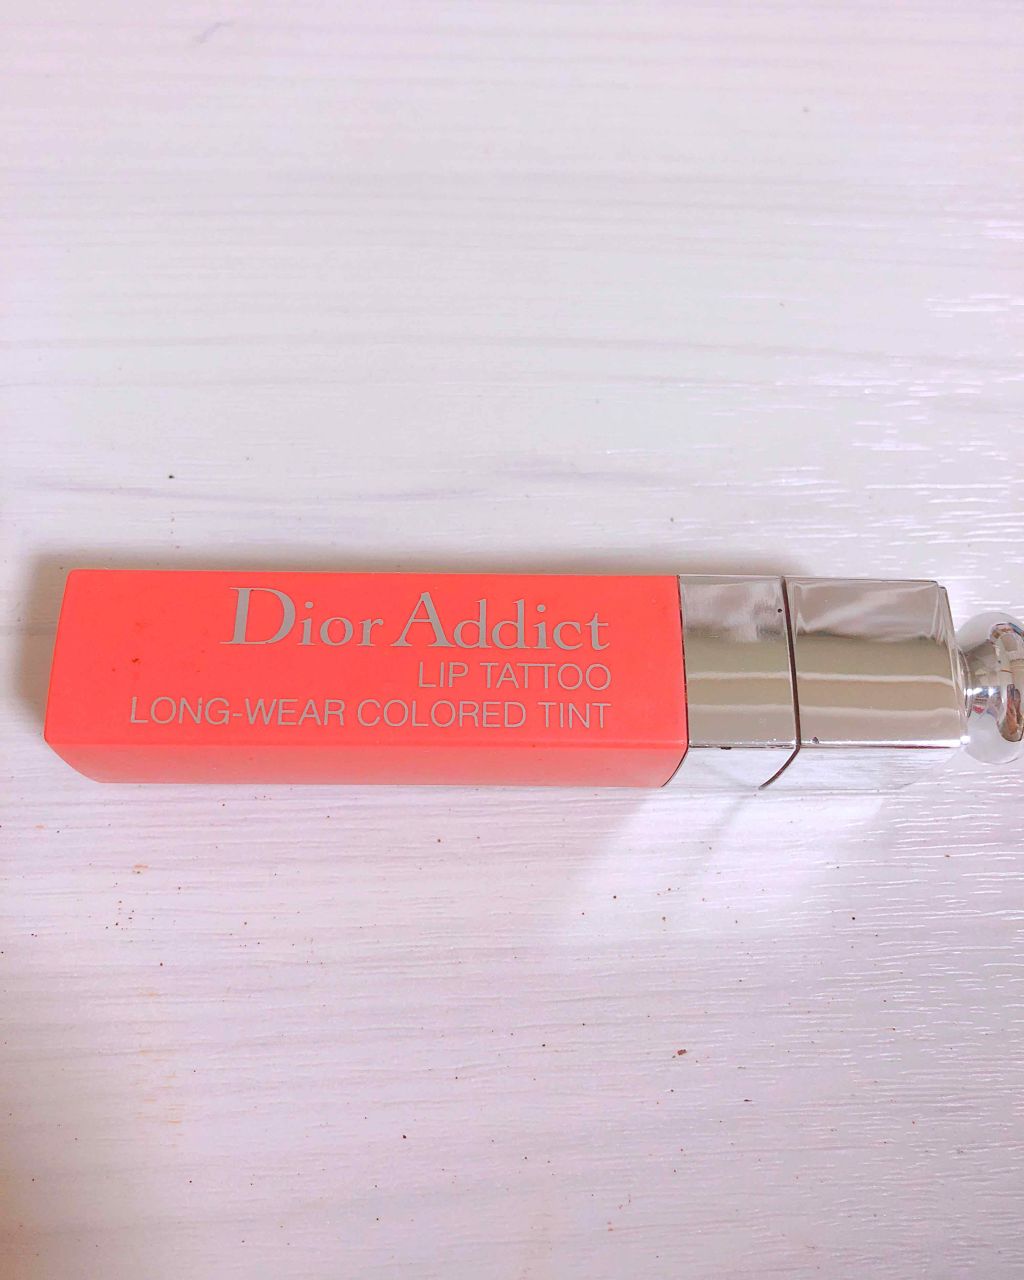 Dior Addict
LIP TATTOO
LONG-WEAR COLORED TINT